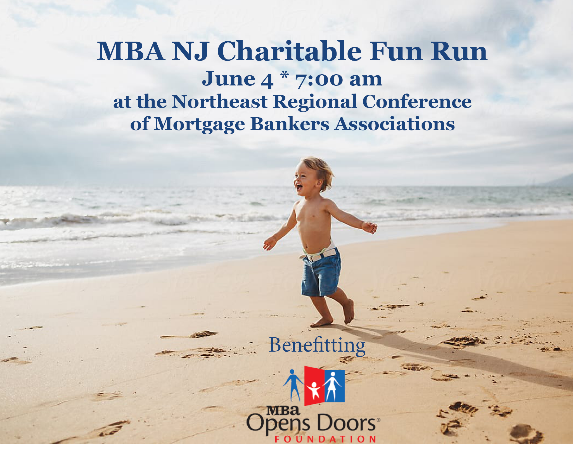 MBA NJ Charitable Fun Run
June 4 * 7:00 am
at the Northeast Regional Conference
of Mortgage Bankers Associations
Benefitting
MBA
Opens Doors®
FOUNDATION